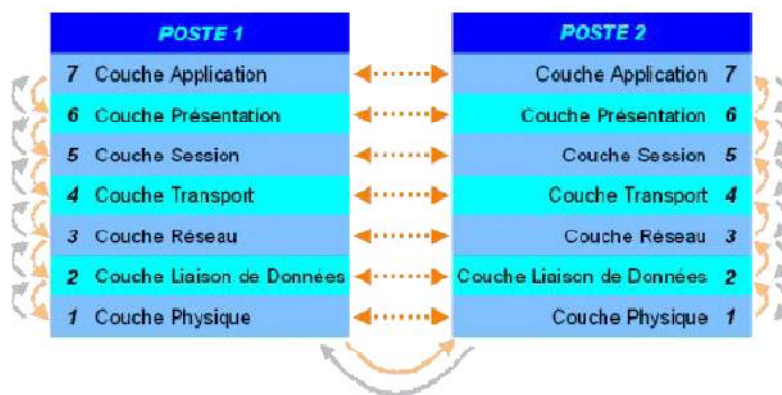 POSTE 1
7 Couche Application
6 Couche Présentation
5 Couche Session
4 Couche Transport
3 Couche Réseau
2 Couche Liaison de Données
1 Couche Physique
POSTE 2
Couche Application 7
Couche Présentation 6
Couche Session 5
Couche Transport 4
Couche Réseau 3
Couche Liaison de Données 2
Couche Physique 1